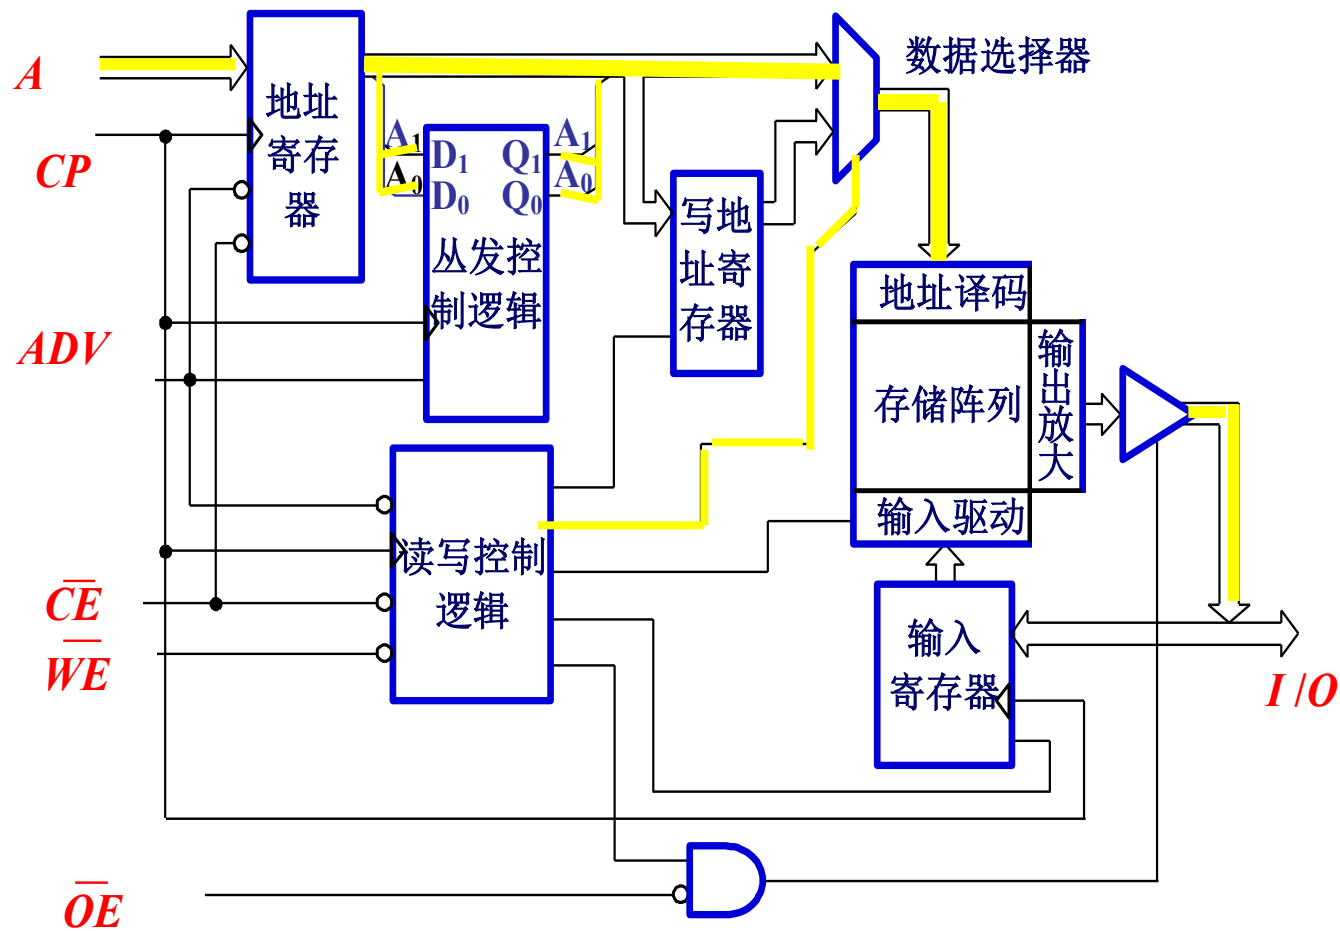 A
CP
ADV
CE
WE
OE
地址
寄存
器
A1
A0
D1
D0
Q1
Q0
A1
A0
丛发控
制逻辑
写地
址寄
存器
数据选择器
地址译码
存储阵列
输
出
放
大
输入驱动
读写控制
逻辑
输入
寄存器
I/O